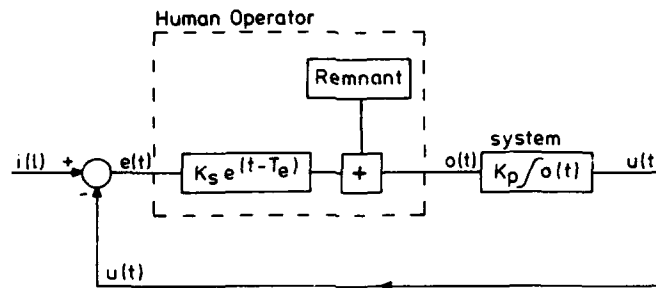 Human Operator
Remnant
system
i(t)
+
e(t)
K_s e^(t-T_e)
+
o(t)
K_p ∫o(t)
u(t
-
u(t)